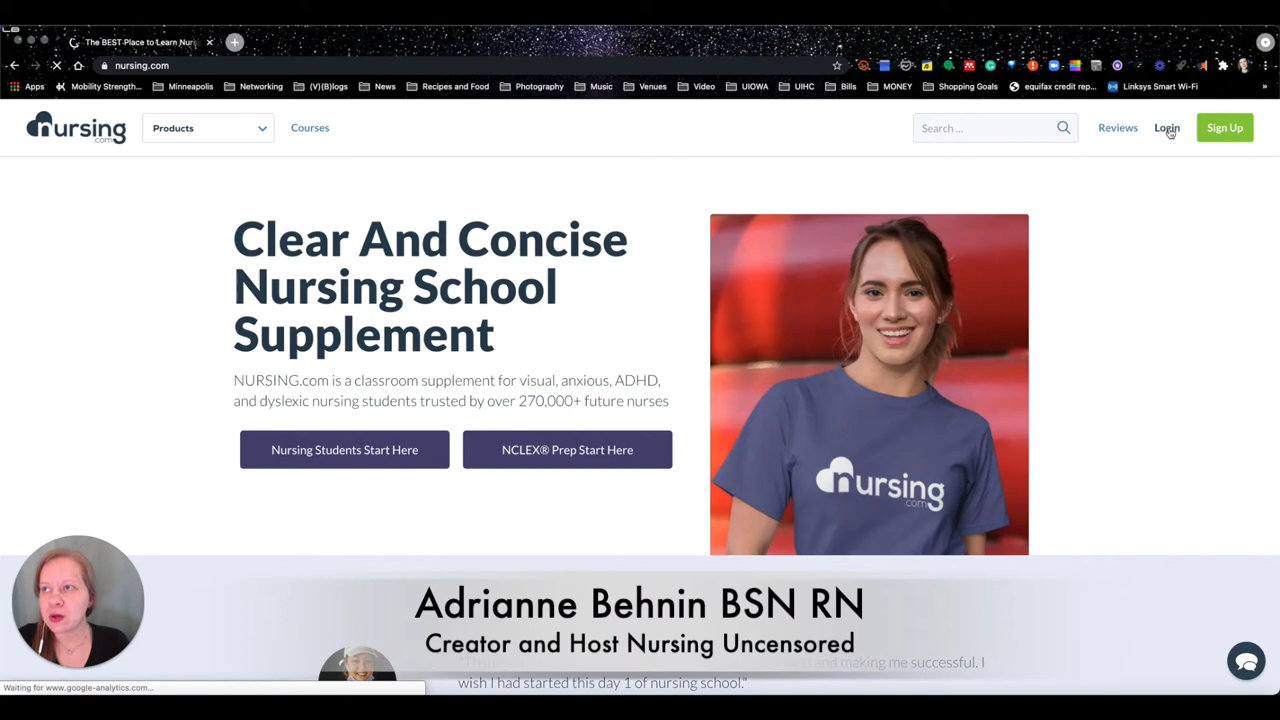 The BEST Place to Learn Nurs
nursing.com
Apps Mobility Strength... Minneapolis Networking (V)(B)logs News Recipes and Food Photography Music Venues Video UIOWA UIHC Bills MONEY Shopping Goals equifax credit rep... Linksys Smart Wi-Fi »
nursing
.com
Products
Courses
Search ...
Reviews
Login
Sign Up
Clear And Concise
Nursing School
Supplement
NURSING.com is a classroom supplement for visual, anxious, ADHD,
and dyslexic nursing students trusted by over 270,000+ future nurses
Nursing Students Start Here
NCLEX® Prep Start Here
nursing
.com
Adrianne Behnin BSN RN
Creator and Host Nursing Uncensored
and making me successful. I
wish I had started this day 1 of nursing school."
Waiting for www.google-analytics.com...